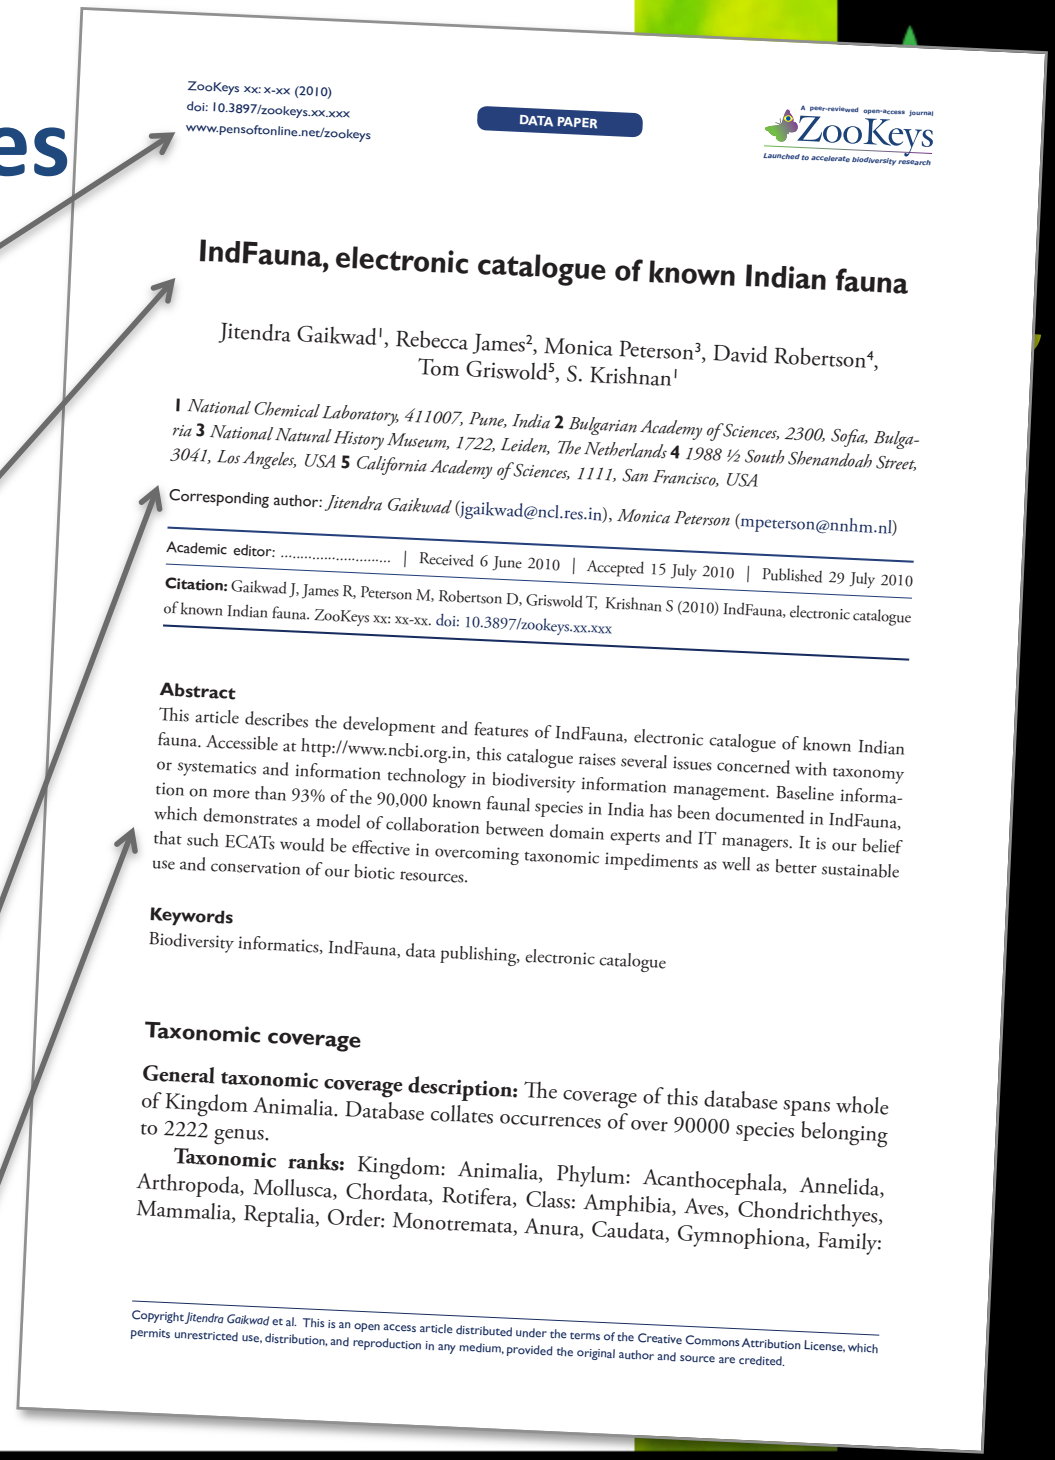 es
ZooKeys xx: x-xx (2010)
doi: 10.3897/zookeys.xx.xxx
www.pensoftonline.net/zookeys
DATA PAPER
A peer-reviewed open-access journal
ZooKeys
Launched to accelerate biodiversity research
IndFauna, electronic catalogue of known Indian fauna
Jitendra Gaikwad¹, Rebecca James², Monica Peterson³, David Robertson⁴,
Tom Griswold⁵, S. Krishnan¹
1 National Chemical Laboratory, 411007, Pune, India 2 Bulgarian Academy of Sciences, 2300, Sofia, Bulga-
ria 3 National Natural History Museum, 1722, Leiden, The Netherlands 4 1988 ½ South Shenandoah Street,
3041, Los Angeles, USA 5 California Academy of Sciences, 1111, San Francisco, USA
Corresponding author: Jitendra Gaikwad (jgaikwad@ncl.res.in), Monica Peterson (mpeterson@nnhm.nl)
Academic editor: ............................ | Received 6 June 2010 | Accepted 15 July 2010 | Published 29 July 2010
Citation: Gaikwad J, James R, Peterson M, Robertson D, Griswold T, Krishnan S (2010) IndFauna, electronic catalogue
of known Indian fauna. ZooKeys xx: xx-xx. doi: 10.3897/zookeys.xx.xxx
Abstract
This article describes the development and features of IndFauna, electronic catalogue of known Indian
fauna. Accessible at http://www.ncbi.org.in, this catalogue raises several issues concerned with taxonomy
or systematics and information technology in biodiversity information management. Baseline informa-
tion on more than 93% of the 90,000 known faunal species in India has been documented in IndFauna,
which demonstrates a model of collaboration between domain experts and IT managers. It is our belief
that such ECATs would be effective in overcoming taxonomic impediments as well as better sustainable
use and conservation of our biotic resources.
Keywords
Biodiversity informatics, IndFauna, data publishing, electronic catalogue
Taxonomic coverage
General taxonomic coverage description: The coverage of this database spans whole
of Kingdom Animalia. Database collates occurrences of over 90000 species belonging
to 2222 genus.
Taxonomic ranks: Kingdom: Animalia, Phylum: Acanthocephala, Annelida,
Arthropoda, Mollusca, Chordata, Rotifera, Class: Amphibia, Aves, Chondrichthyes,
Mammalia, Reptalia, Order: Monotremata, Anura, Caudata, Gymnophiona, Family:
Copyright Jitendra Gaikwad et al. This is an open access article distributed under the terms of the Creative Commons Attribution License, which
permits unrestricted use, distribution, and reproduction in any medium, provided the original author and source are credited.